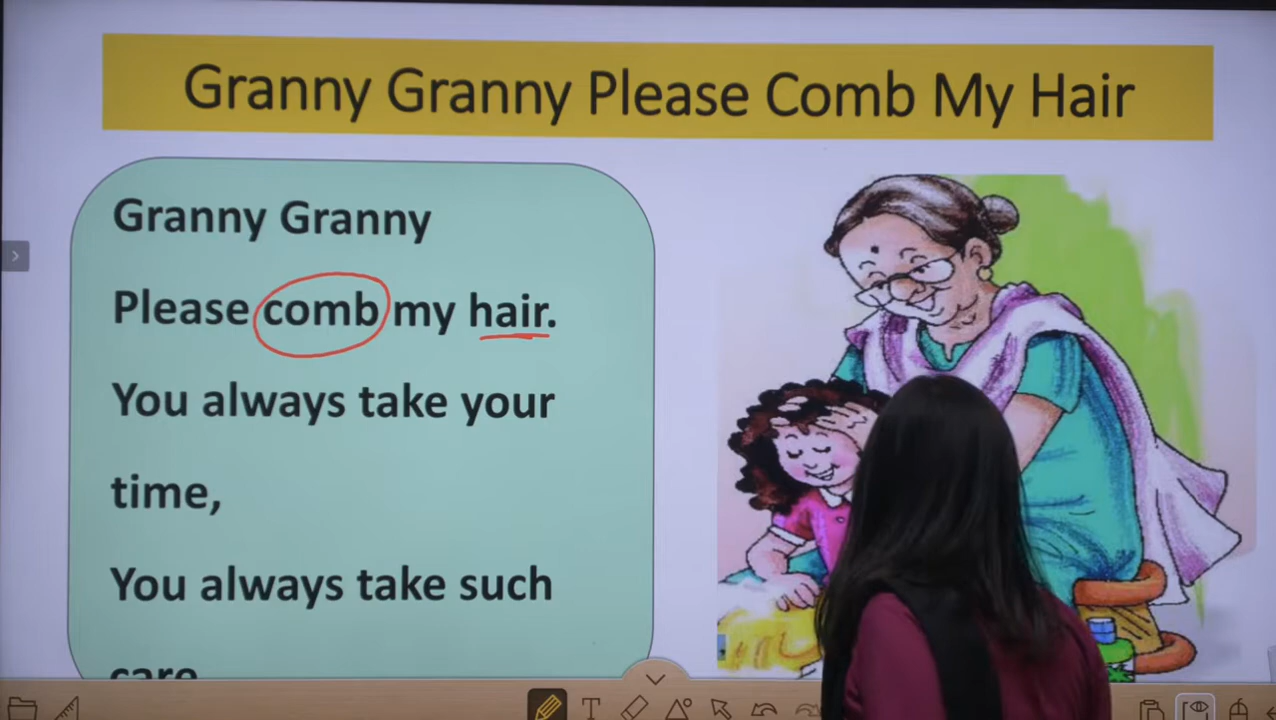 Granny Granny Please Comb My Hair
Granny Granny
Please comb my hair.
You always take your
time,
You always take such
care